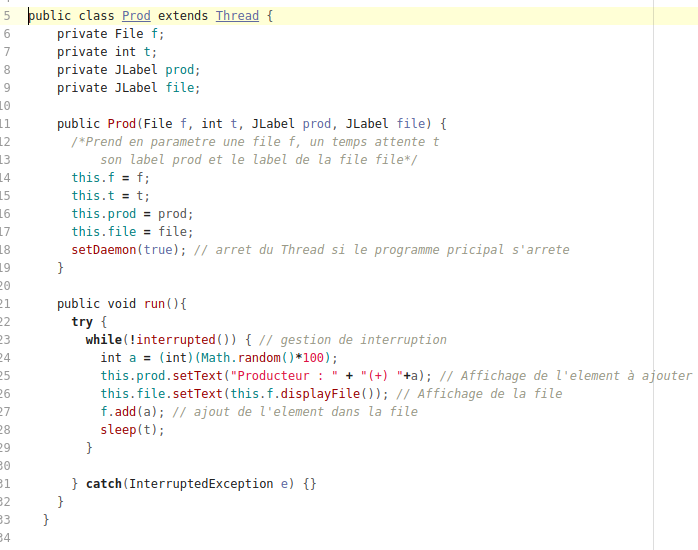 5 public class Prod extends Thread {
6 private File f;
7 private int t;
8 private JLabel prod;
9 private JLabel file;
10
11 public Prod(File f, int t, JLabel prod, JLabel file) {
12 /*Prend en parametre une file f, un temps attente t
13 son label prod et le label de la file file*/
14 this.f = f;
15 this.t = t;
16 this.prod = prod;
17 this.file = file;
18 setDaemon(true); // arret du Thread si le programme pricipal s'arrete
19 }
20
21 public void run(){
22 try {
23 while(!interrupted()) { // gestion de interruption
24 int a = (int)(Math.random()*100);
25 this.prod.setText("Producteur : " + "(+) "+a); // Affichage de l'element à ajouter
26 this.file.setText(this.f.displayFile()); // Affichage de la file
27 f.add(a); // ajout de l'element dans la file
28 sleep(t);
29 }
30
31 } catch(InterruptedException e) {}
32 }
33 }
34